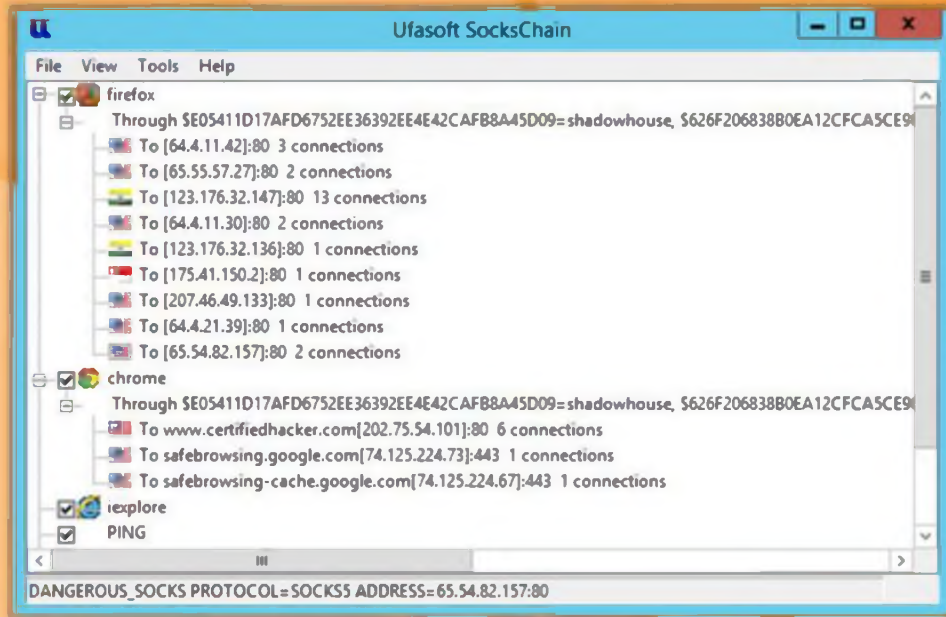 Ufasoft SocksChain
File View Tools Help
firefox
Through $E05411D17AFD6752EE36392EE4E42CAFB8A45D09=shadowhouse, $626F206838B0EA12CFCA5CE9
To [64.4.11.42]:80 3 connections
To [65.55.57.27]:80 2 connections
To [123.176.32.147]:80 13 connections
To [64.4.11.30]:80 2 connections
To [123.176.32.136]:80 1 connections
To [175.41.150.2]:80 1 connections
To [207.46.49.133]:80 1 connections
To [64.4.21.39]:80 1 connections
To [65.54.82.157]:80 2 connections
chrome
Through $E05411D17AFD6752EE36392EE4E42CAFB8A45D09=shadowhouse, $626F206838B0EA12CFCA5CE9
To www.certifiedhacker.com[202.75.54.101]:80 6 connections
To safebrowsing.google.com[74.125.224.73]:443 1 connections
To safebrowsing-cache.google.com[74.125.224.67]:443 1 connections
iexplore
PING
DANGEROUS_SOCKS PROTOCOL=SOCKS5 ADDRESS=65.54.82.157:80